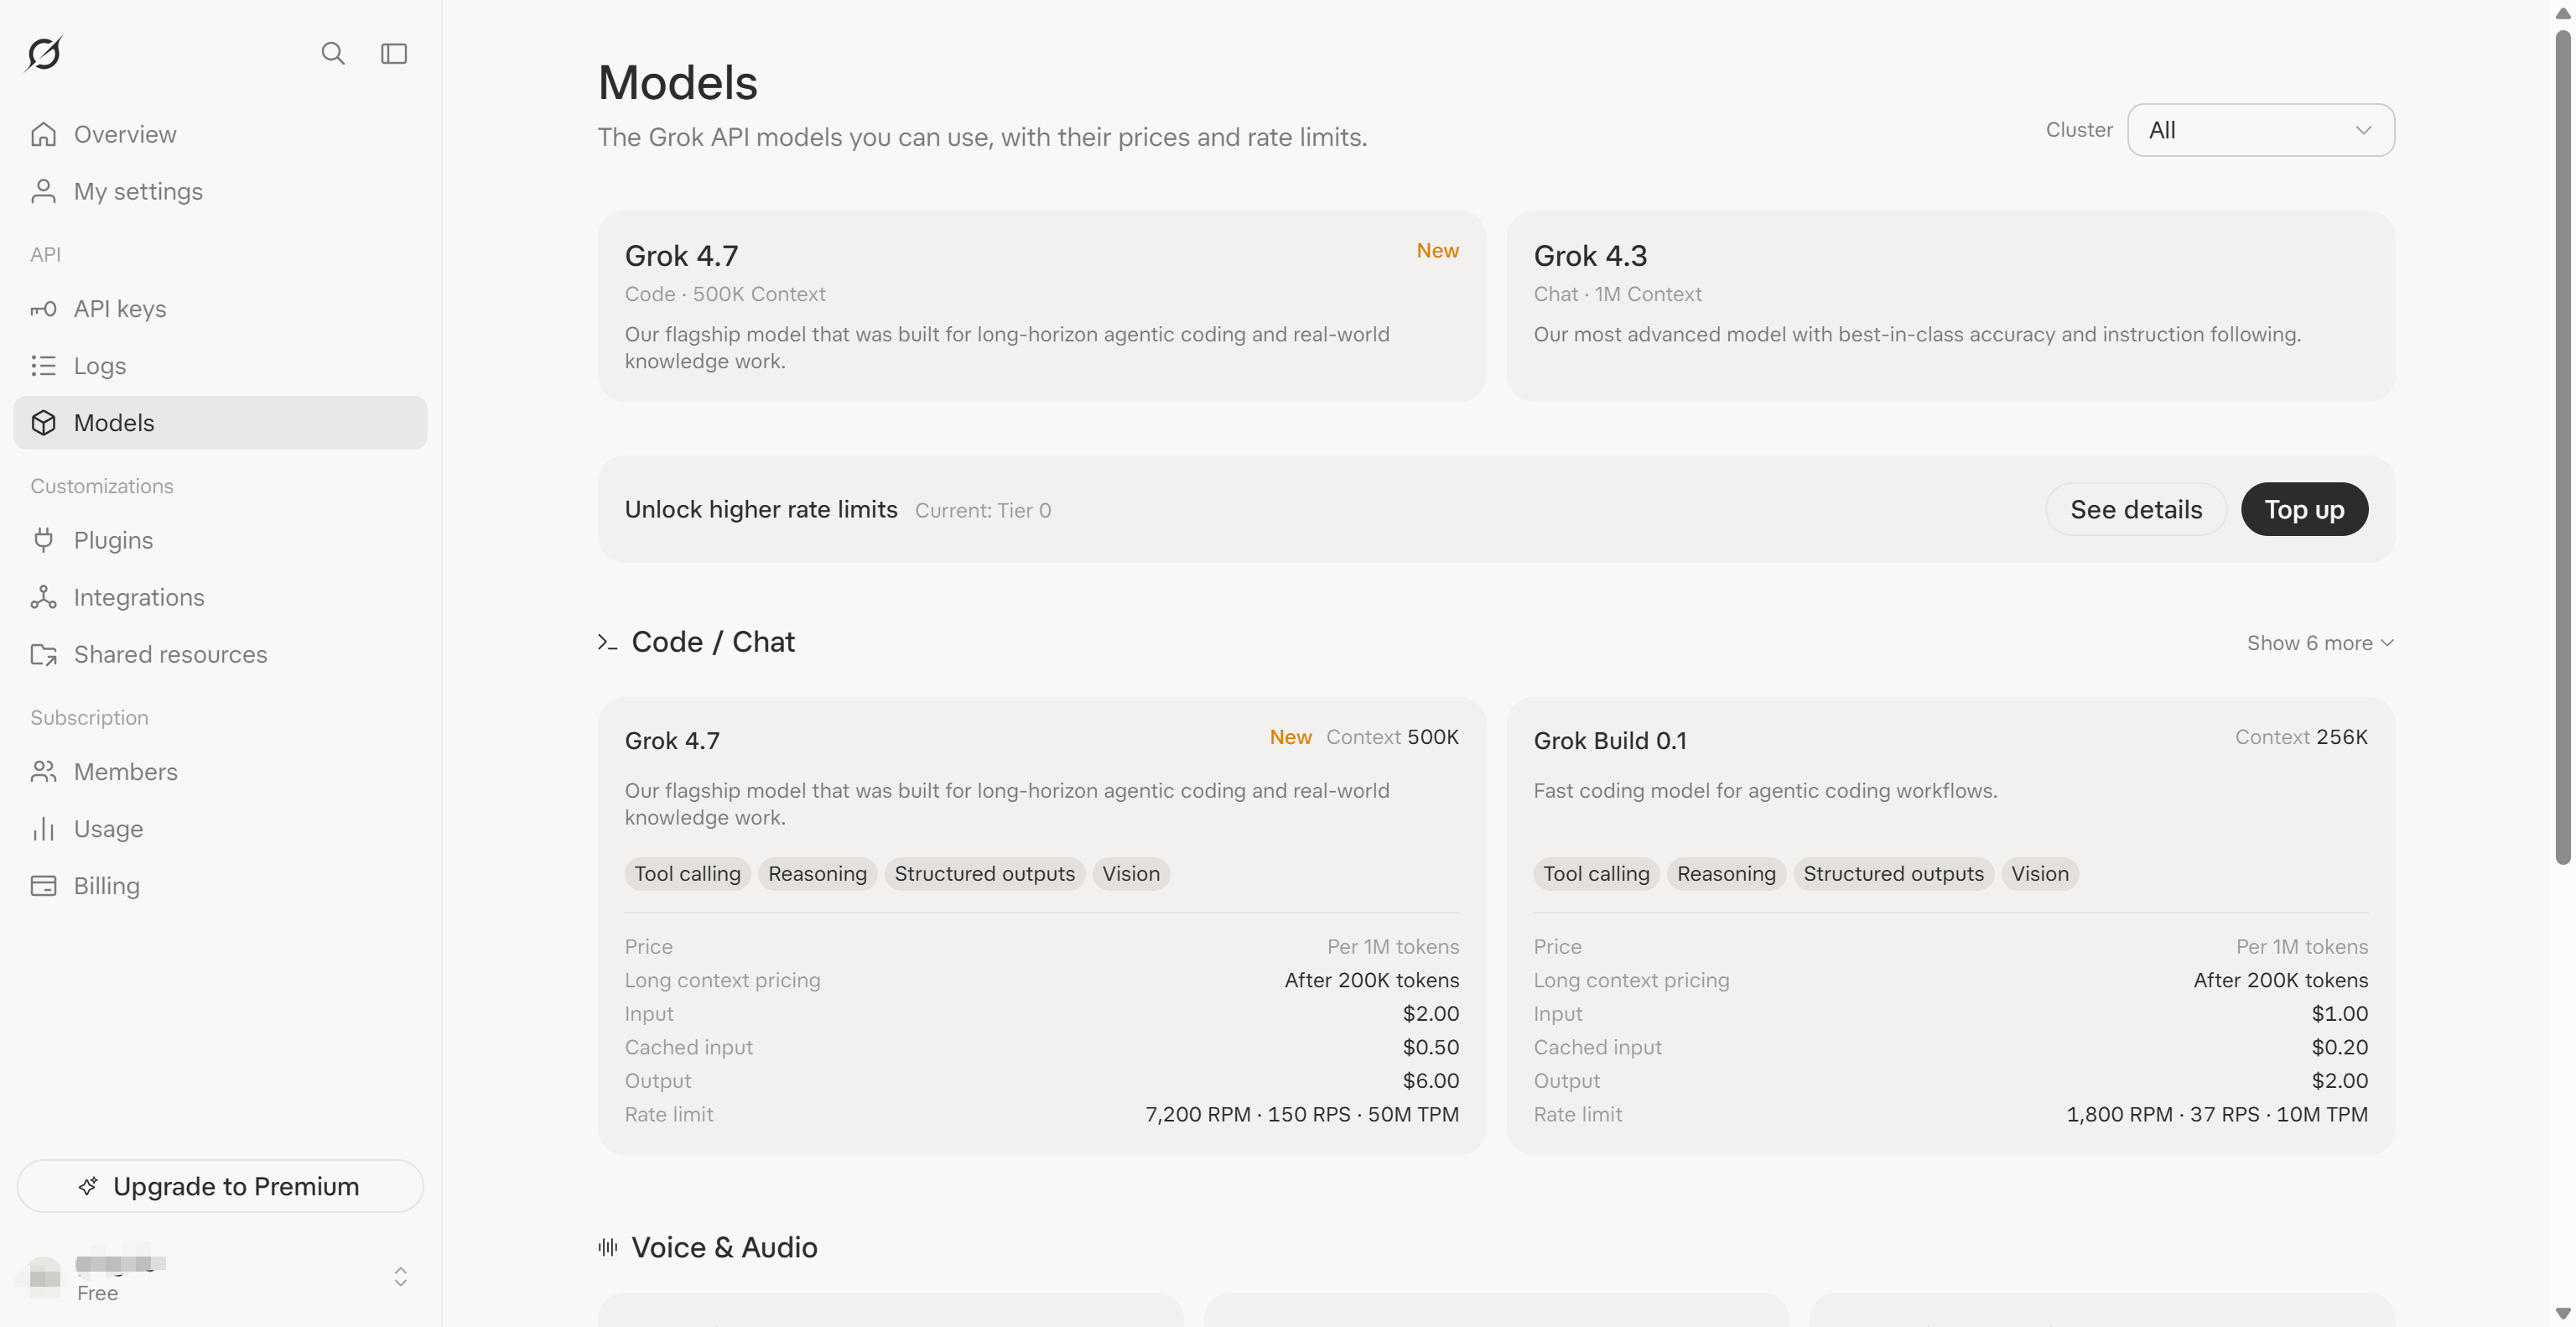 Overview
My settings
API
API keys
Logs
Models
Customizations
Plugins
Integrations
Shared resources
Subscription
Members
Usage
Billing
Upgrade to Premium
Free
Models
The Grok API models you can use, with their prices and rate limits.
Cluster All
Grok 4.7 New
Code · 500K Context
Our flagship model that was built for long-horizon agentic coding and real-world
knowledge work.
Grok 4.3
Chat · 1M Context
Our most advanced model with best-in-class accuracy and instruction following.
Unlock higher rate limits Current: Tier 0 See details Top up
Code / Chat Show 6 more
Grok 4.7 New Context 500K
Our flagship model that was built for long-horizon agentic coding and real-world
knowledge work.
Tool calling Reasoning Structured outputs Vision
Price Per 1M tokens
Long context pricing After 200K tokens
Input $2.00
Cached input $0.50
Output $6.00
Rate limit 7,200 RPM · 150 RPS · 50M TPM
Grok Build 0.1 Context 256K
Fast coding model for agentic coding workflows.
Tool calling Reasoning Structured outputs Vision
Price Per 1M tokens
Long context pricing After 200K tokens
Input $1.00
Cached input $0.20
Output $2.00
Rate limit 1,800 RPM · 37 RPS · 10M TPM
Voice & Audio